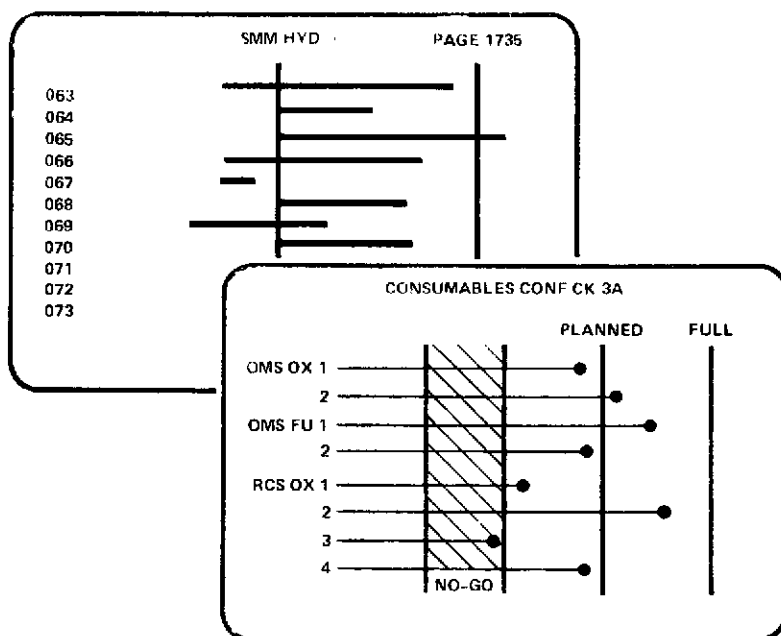 SMM HYD PAGE 1735
063
064
065
066
067
068
069
070
071
072
073
CONSUMABLES CONF CK 3A
PLANNED FULL
OMS OX 1
2
OMS FU 1
2
RCS OX 1
2
3
4
NO-GO